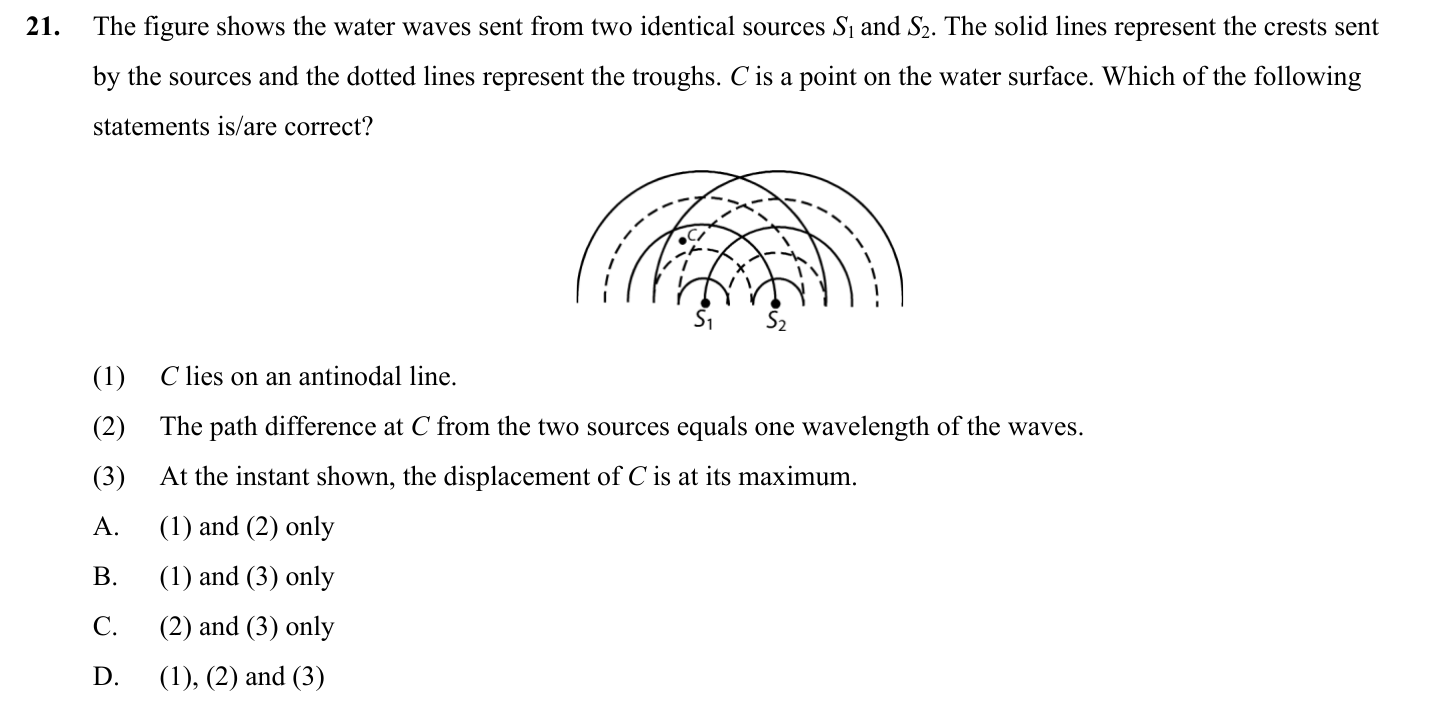 21. The figure shows the water waves sent from two identical sources S₁ and S₂. The solid lines represent the crests sent
by the sources and the dotted lines represent the troughs. C is a point on the water surface. Which of the following
statements is/are correct?
C
x
S₁ S₂
(1) C lies on an antinodal line.
(2) The path difference at C from the two sources equals one wavelength of the waves.
(3) At the instant shown, the displacement of C is at its maximum.
A. (1) and (2) only
B. (1) and (3) only
C. (2) and (3) only
D. (1), (2) and (3)